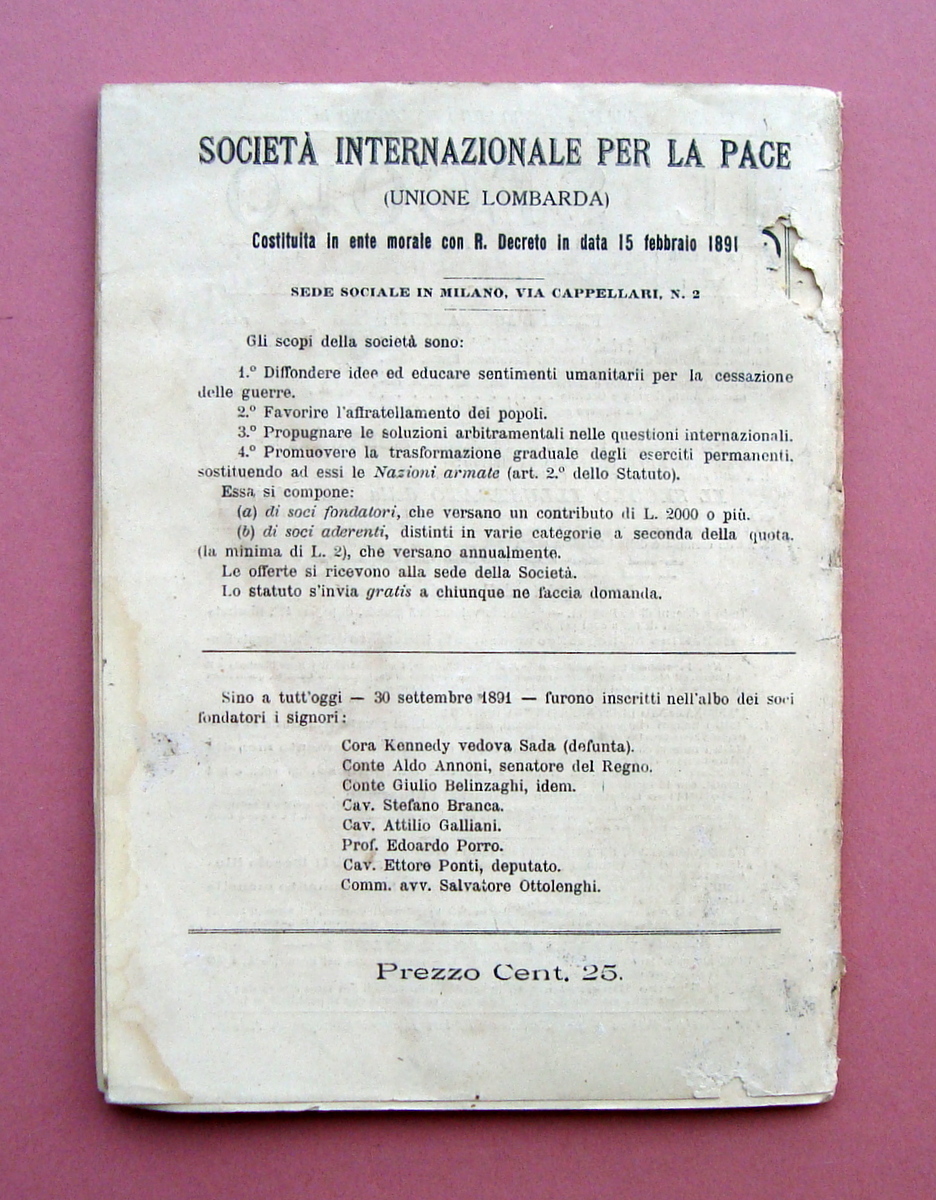 SOCIETÀ INTERNAZIONALE PER LA PACE
(UNIONE LOMBARDA)
Costituita in ente morale con R. Decreto in data 15 febbraio 1891
SEDE SOCIALE IN MILANO, VIA CAPPELLARI, N. 2
Gli scopi della società sono:
1.º Diffondere idee ed educare sentimenti umanitarii per la cessazione
delle guerre.
2.º Favorire l'affratellamento dei popoli.
3.º Propugnare le soluzioni arbitramentali nelle questioni internazionali.
4.º Promuovere la trasformazione graduale degli eserciti permanenti,
sostituendo ad essi le Nazioni armate (art. 2.º dello Statuto).
Essa si compone:
(a) di soci fondatori, che versano un contributo di L. 2000 o più.
(b) di soci aderenti, distinti in varie categorie a seconda della quota,
(la minima di L. 2), che versano annualmente.
Le offerte si ricevono alla sede della Società.
Lo statuto s'invia gratis a chiunque ne faccia domanda.
Sino a tutt'oggi — 30 settembre 1891 — furono inscritti nell'albo dei soci
fondatori i signori:
Cora Kennedy vedova Sada (defunta).
Conte Aldo Annoni, senatore del Regno.
Conte Giulio Belinzaghi, idem.
Cav. Stefano Branca.
Cav. Attilio Galliani.
Prof. Edoardo Porro.
Cav. Ettore Ponti, deputato.
Comm. avv. Salvatore Ottolenghi.
Prezzo Cent. 25.